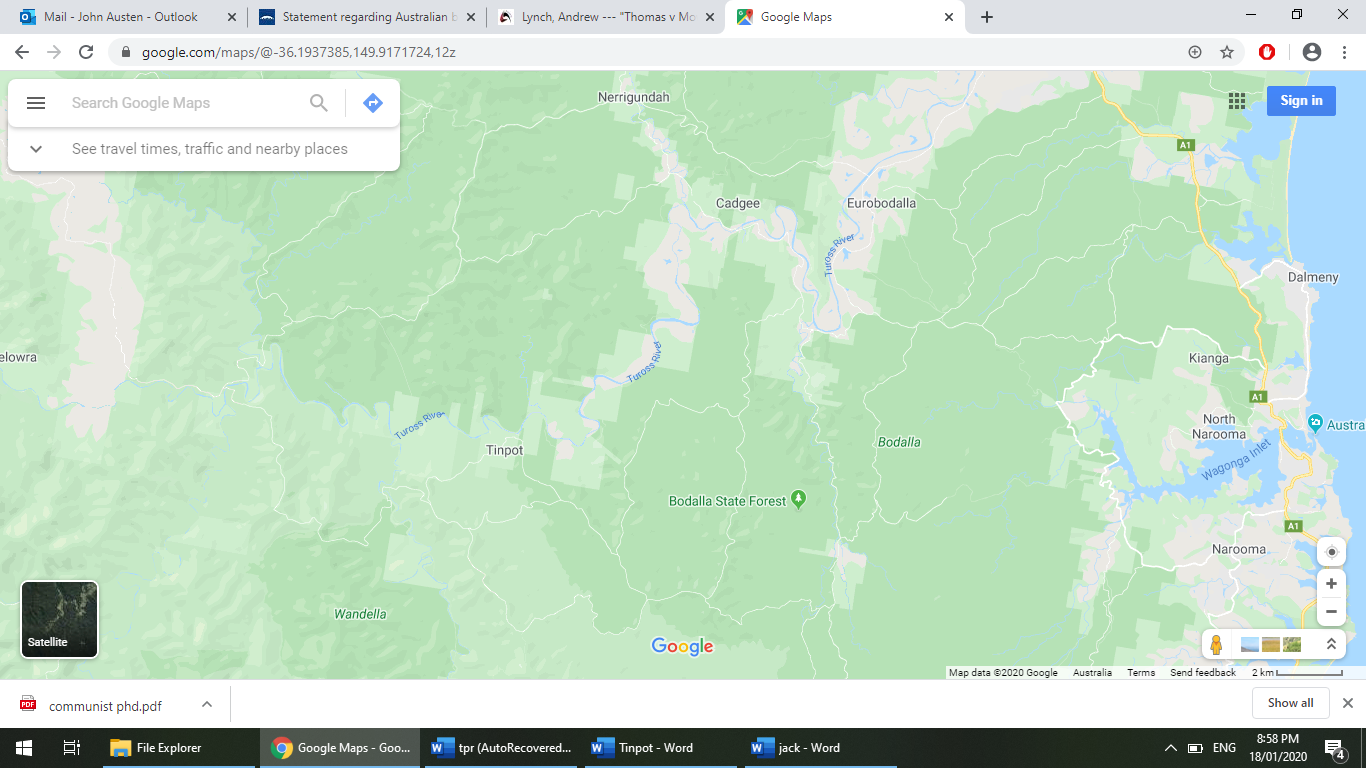 Mail - John Austen - Outlook
Statement regarding Australian b
Lynch, Andrew --- "Thomas v Mo
Google Maps
google.com/maps/@-36.1937385,149.9171724,12z
Search Google Maps
See travel times, traffic and nearby places
Sign in
Nerrigundah
A1
Cadgee
Eurobodalla
Tuross River
Dalmeny
elowra
Tuross River
Kianga
A1
Tuross River
North
Narooma
Austra
Tinpot
Bodalla
Wagonga Inlet
Bodalla State Forest
A1
Narooma
Wandella
Satellite
Google
Map data ©2020 Google
Australia
Terms
Send feedback
2 km
PDF
communist phd.pdf
Show all
File Explorer
Google Maps - Goo...
tpr (AutoRecovered...
Tinpot - Word
jack - Word
ENG
8:58 PM
18/01/2020
4